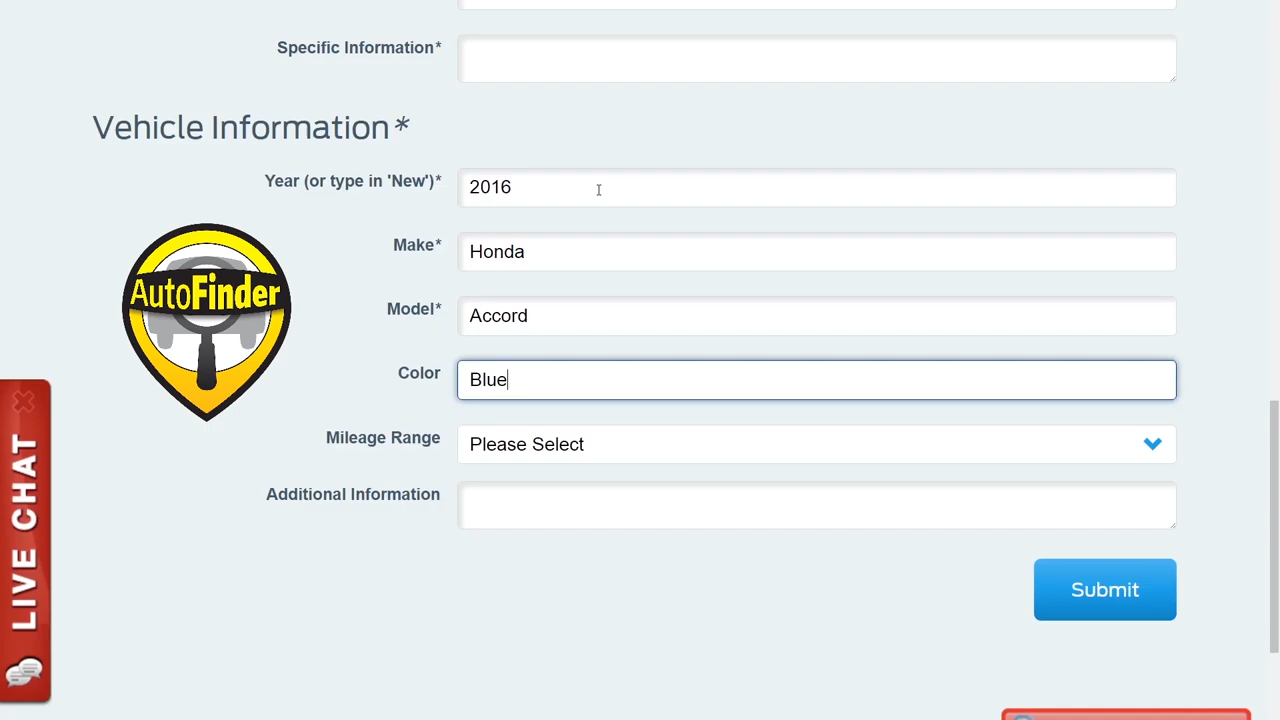 Specific Information*
Vehicle Information*
Year (or type in 'New')*
2016
Make*
Honda
AutoFinder
Model*
Accord
Color
Blue
Mileage Range
Please Select
Additional Information
LIVE CHAT
Submit